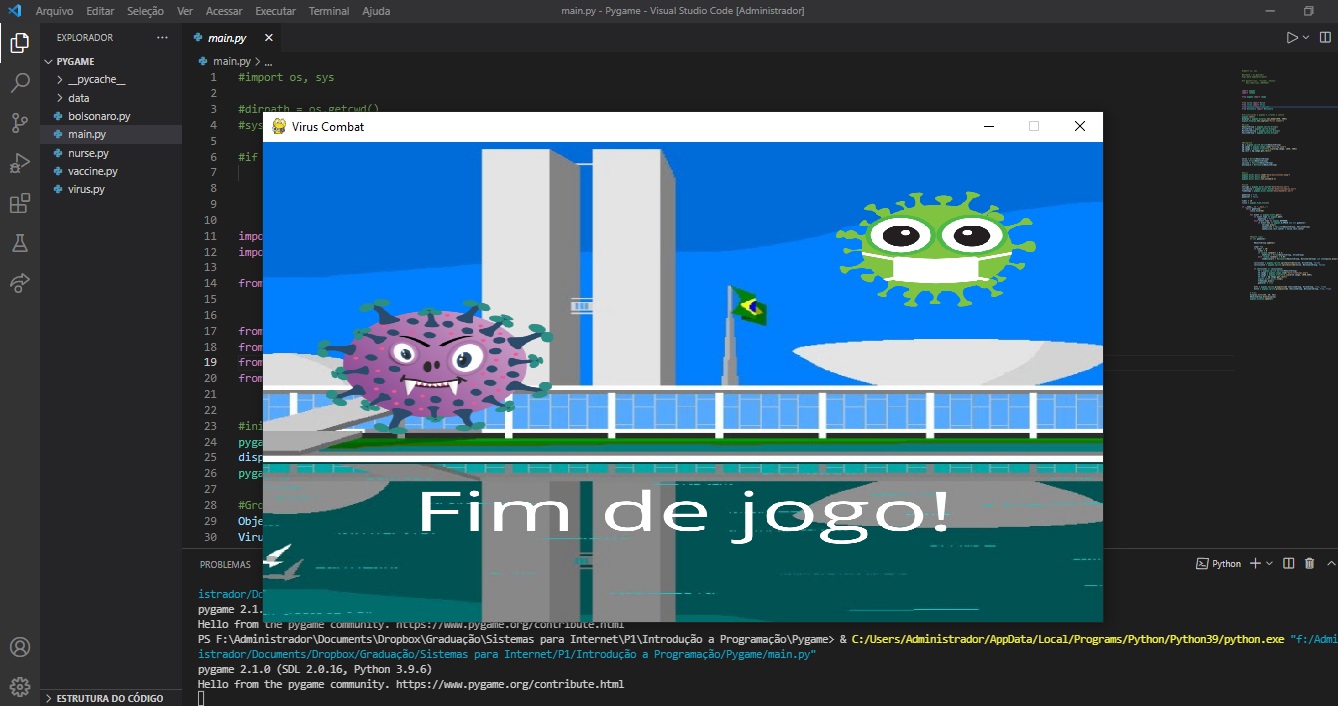 Arquivo Editar Seleção Ver Acessar Executar Terminal Ajuda
main.py - Pygame - Visual Studio Code [Administrador]
EXPLORADOR ···
PYGAME
__pycache__
data
bolsonaro.py
main.py
nurse.py
vaccine.py
virus.py
ESTRUTURA DO CÓDIGO
main.py
main.py > ...
1 #import os, sys
2
3 #dirpath = os.getcwd()
4 #sys
5
6 #if
7
8
9
10
11 impo
12 impo
13
14 from
15
16
17 from
18 from
19 from
20 from
21
22
23 #ini
24 pyga
25 disp
26 pyga
27
28 #Gro
29 Obje
30 Viru
Virus Combat
Fim de jogo!
PROBLEMAS
Python
istrador/Do
pygame 2.1.
Hello from the pygame community. https://www.pygame.org/contribute.html
PS F:\Administrador\Documents\Dropbox\Graduação\Sistemas para Internet\P1\Introdução a Programação\Pygame> & C:/Users/Administrador/AppData/Local/Programs/Python/Python39/python.exe "f:/Admin
istrador/Documents/Dropbox/Graduação/Sistemas para Internet/P1/Introdução a Programação/Pygame/main.py"
pygame 2.1.0 (SDL 2.0.16, Python 3.9.6)
Hello from the pygame community. https://www.pygame.org/contribute.html